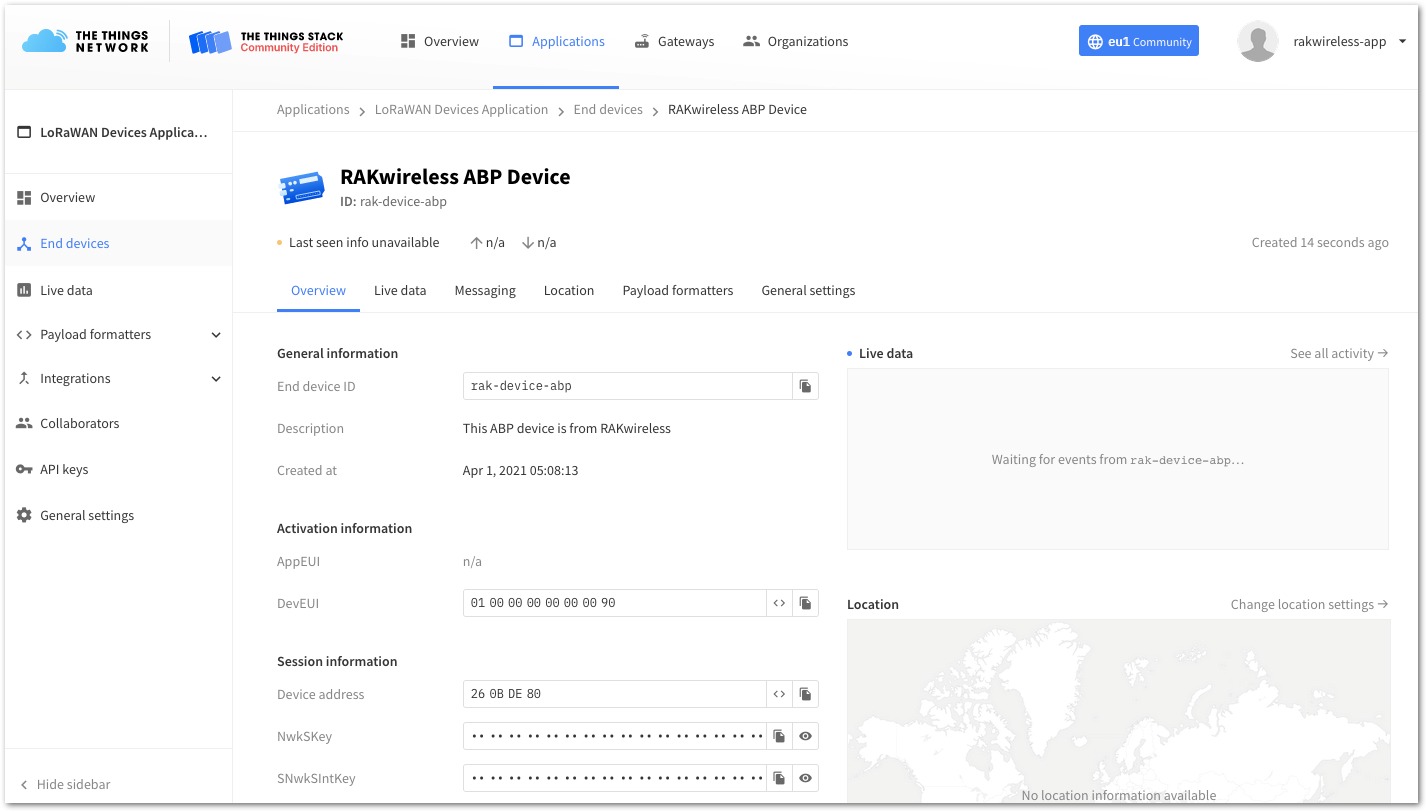 THE THINGS NETWORK
THE THINGS STACK
Community Edition
Overview
Applications
Gateways
Organizations
eu1 Community
rakwireless-app
LoRaWAN Devices Applica...
Overview
End devices
Live data
Payload formatters
Integrations
Collaborators
API keys
General settings
Hide sidebar
Applications > LoRaWAN Devices Application > End devices > RAKwireless ABP Device
RAKwireless ABP Device
ID: rak-device-abp
Last seen info unavailable ↑ n/a ↓ n/a
Created 14 seconds ago
Overview
Live data
Messaging
Location
Payload formatters
General settings
General information
End device ID
rak-device-abp
Description
This ABP device is from RAKwireless
Created at
Apr 1, 2021 05:08:13
Activation information
AppEUI
n/a
DevEUI
01 00 00 00 00 00 00 90
Session information
Device address
26 0B DE 80
NwkSKey
SNwkSIntKey
Live data
See all activity →
Waiting for events from rak-device-abp...
Location
Change location settings →
No location information available